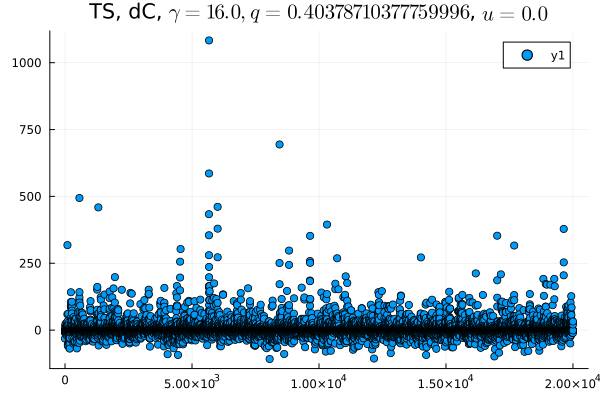 TS, dC, γ = 16.0, q = 0.40378710377759996, u = 0.0
y1
1000
750
500
250
0
0 5.00×10³ 1.00×10⁴ 1.50×10⁴ 2.00×10⁴